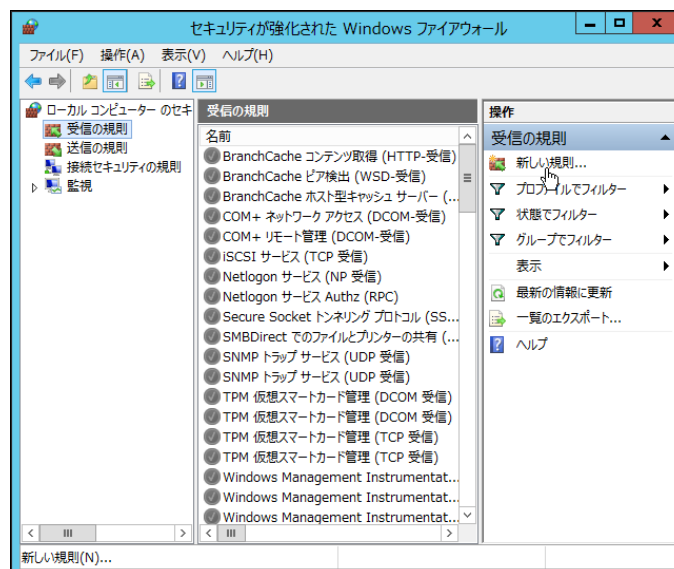 セキュリティが強化された Windows ファイアウォール
ファイル(F) 操作(A) 表示(V) ヘルプ(H)
ローカル コンピューター のセキ
受信の規則
送信の規則
接続セキュリティの規則
監視
受信の規則
名前
BranchCache コンテンツ取得 (HTTP-受信)
BranchCache ピア検出 (WSD-受信)
BranchCache ホスト型キャッシュ サーバー (...
COM+ ネットワーク アクセス (DCOM-受信)
COM+ リモート管理 (DCOM-受信)
iSCSI サービス (TCP 受信)
Netlogon サービス (NP 受信)
Netlogon サービス Authz (RPC)
Secure Socket トンネリング プロトコル (SS...
SMBDirect でのファイルとプリンターの共有 (...
SNMP トラップ サービス (UDP 受信)
SNMP トラップ サービス (UDP 受信)
TPM 仮想スマートカード管理 (DCOM 受信)
TPM 仮想スマートカード管理 (DCOM 受信)
TPM 仮想スマートカード管理 (TCP 受信)
TPM 仮想スマートカード管理 (TCP 受信)
Windows Management Instrumentat...
Windows Management Instrumentat...
Windows Management Instrumentat...
操作
受信の規則
新しい規則...
プロファイルでフィルター
状態でフィルター
グループでフィルター
表示
最新の情報に更新
一覧のエクスポート...
ヘルプ
新しい規則(N)...